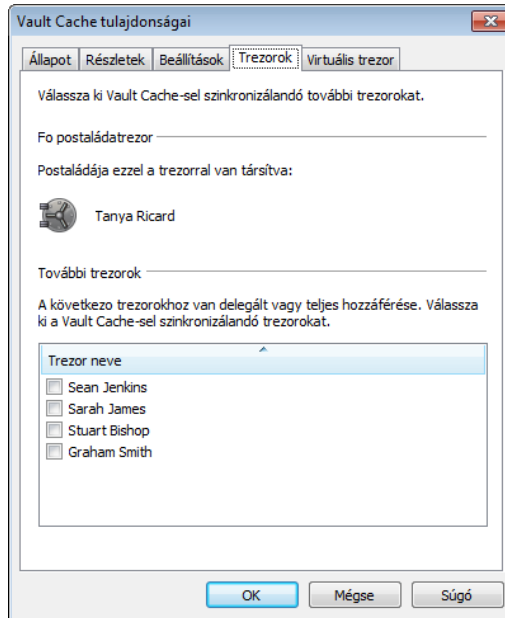 Vault Cache tulajdonságai
Állapot
Részletek
Beállítások
Trezorok
Virtuális trezor
Válassza ki Vault Cache-sel szinkronizálandó további trezorokat.
Fo postaládatrezor
Postaládája ezzel a trezorral van társítva:
Tanya Ricard
További trezorok
A következo trezorokhoz van delegált vagy teljes hozzáférése. Válassza
ki a Vault Cache-sel szinkronizálandó trezorokat.
Trezor neve
Sean Jenkins
Sarah James
Stuart Bishop
Graham Smith
OK
Mégse
Súgó